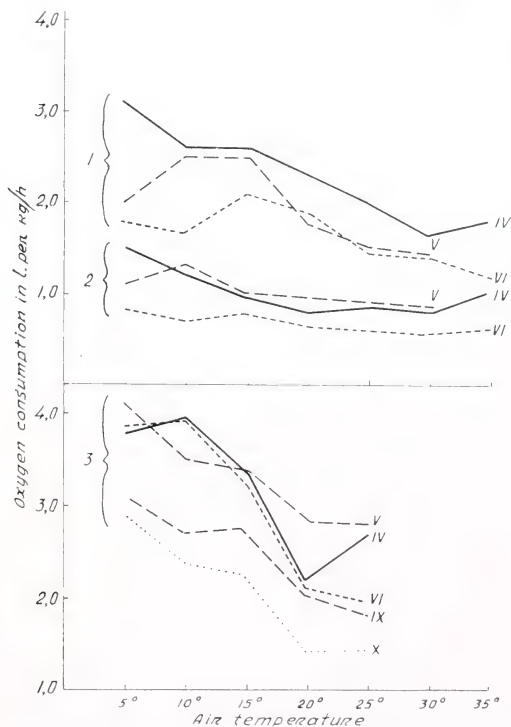 4,0
3,0
1
2,0
V
IV
VI
2
1,0
V
IV
VI
4,0
3
3,0
V
IV
VI
2,0
IX
X
1,0
5° 10° 15° 20° 25° 30° 35°
Air temperature
Oxygen consumption in l. pen kg/h